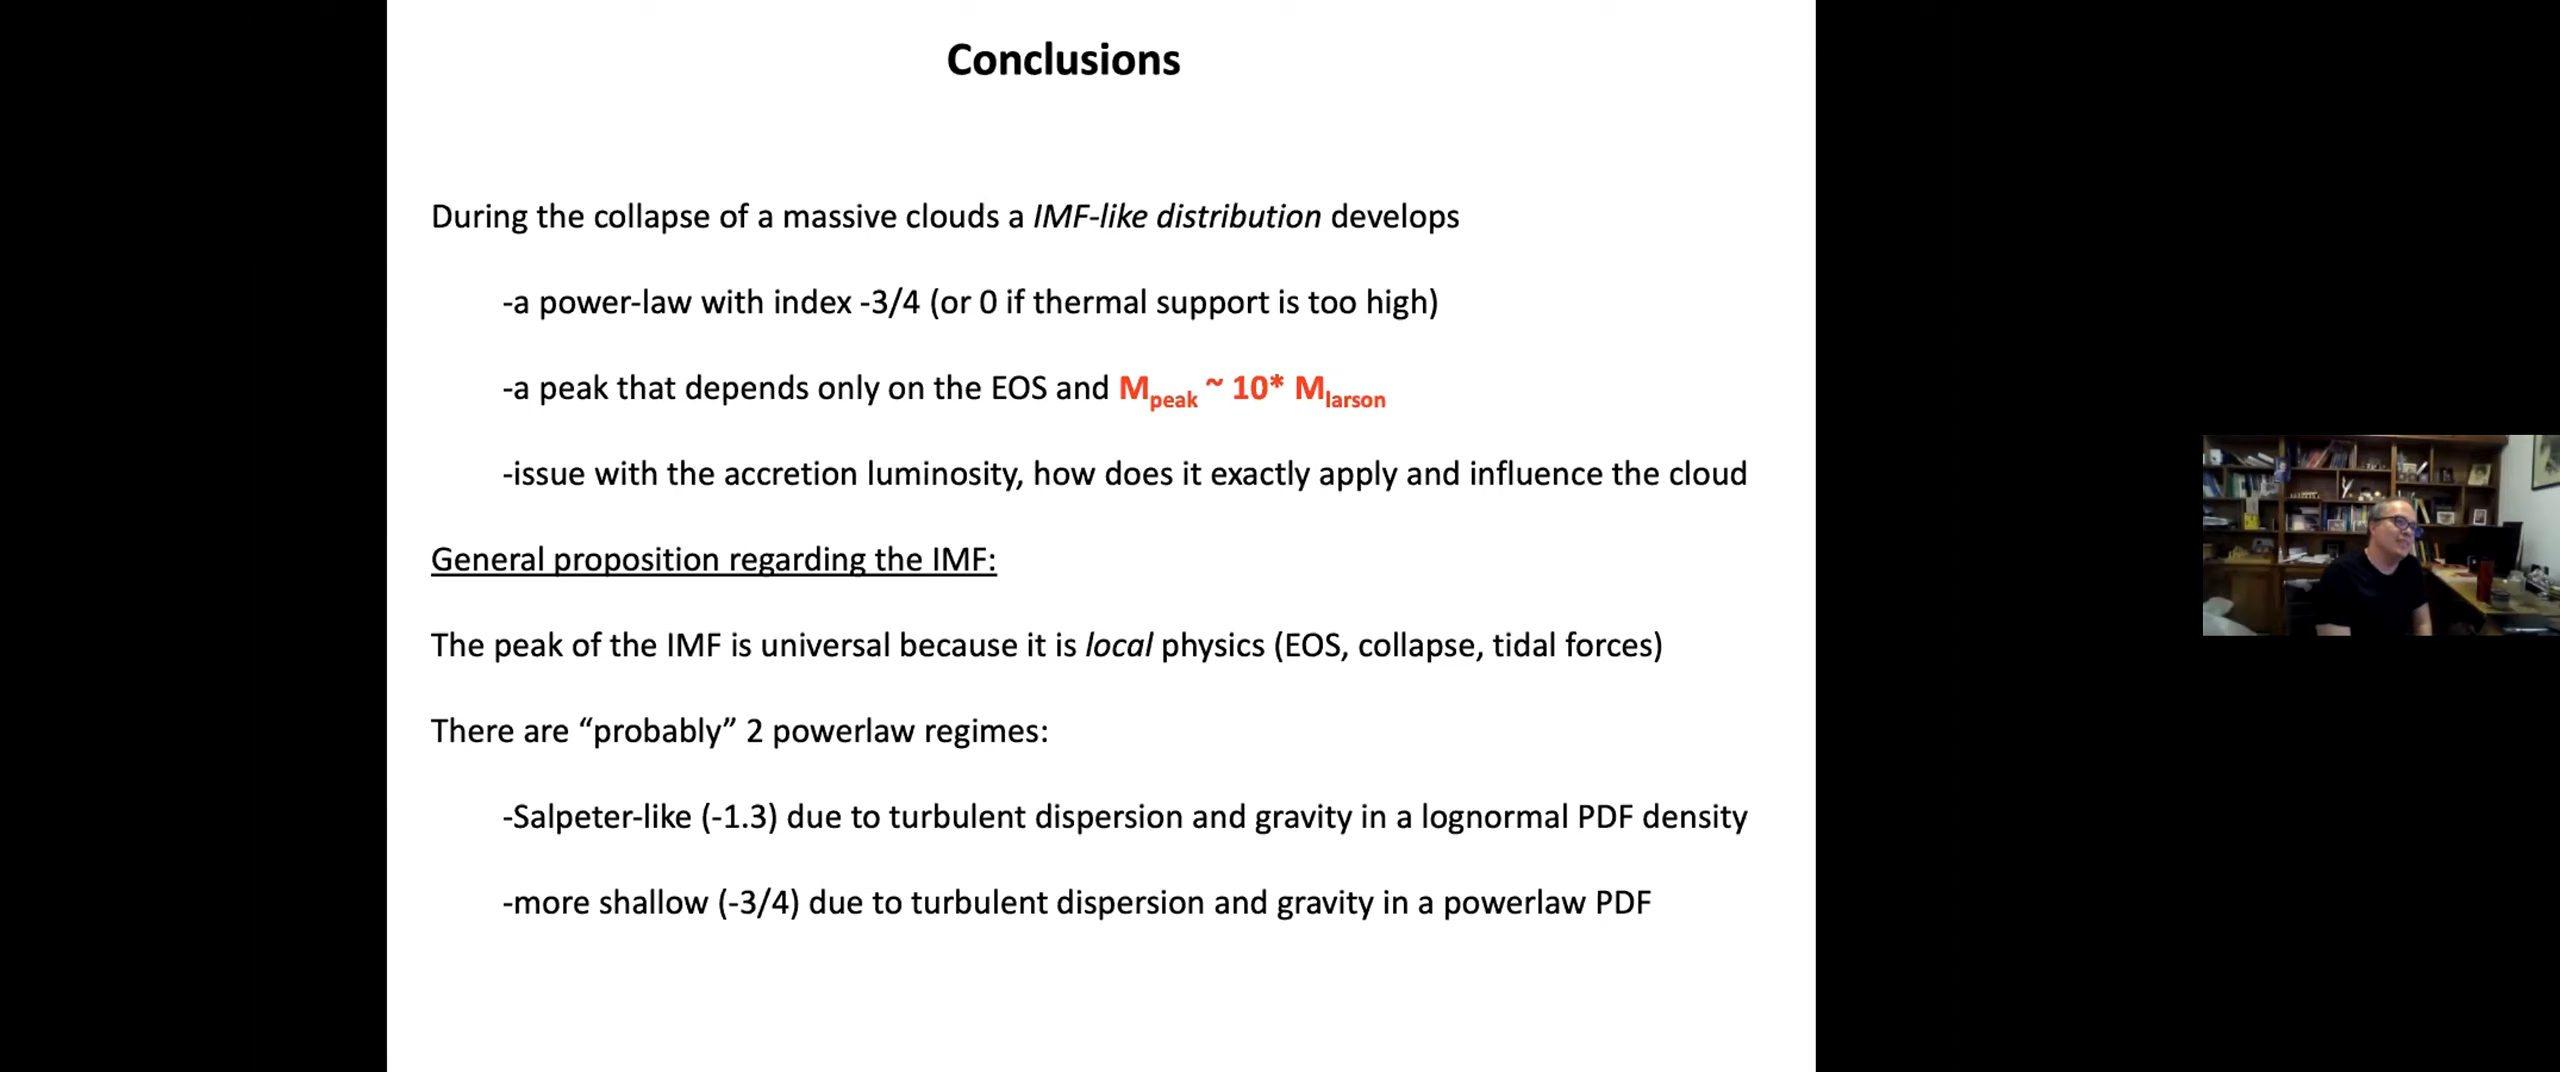 Conclusions
During the collapse of a massive clouds a IMF-like distribution develops
-a power-law with index -3/4 (or 0 if thermal support is too high)
-a peak that depends only on the EOS and Mpeak ~ 10* Mlarson
-issue with the accretion luminosity, how does it exactly apply and influence the cloud
General proposition regarding the IMF:
The peak of the IMF is universal because it is local physics (EOS, collapse, tidal forces)
There are “probably” 2 powerlaw regimes:
-Salpeter-like (-1.3) due to turbulent dispersion and gravity in a lognormal PDF density
-more shallow (-3/4) due to turbulent dispersion and gravity in a powerlaw PDF